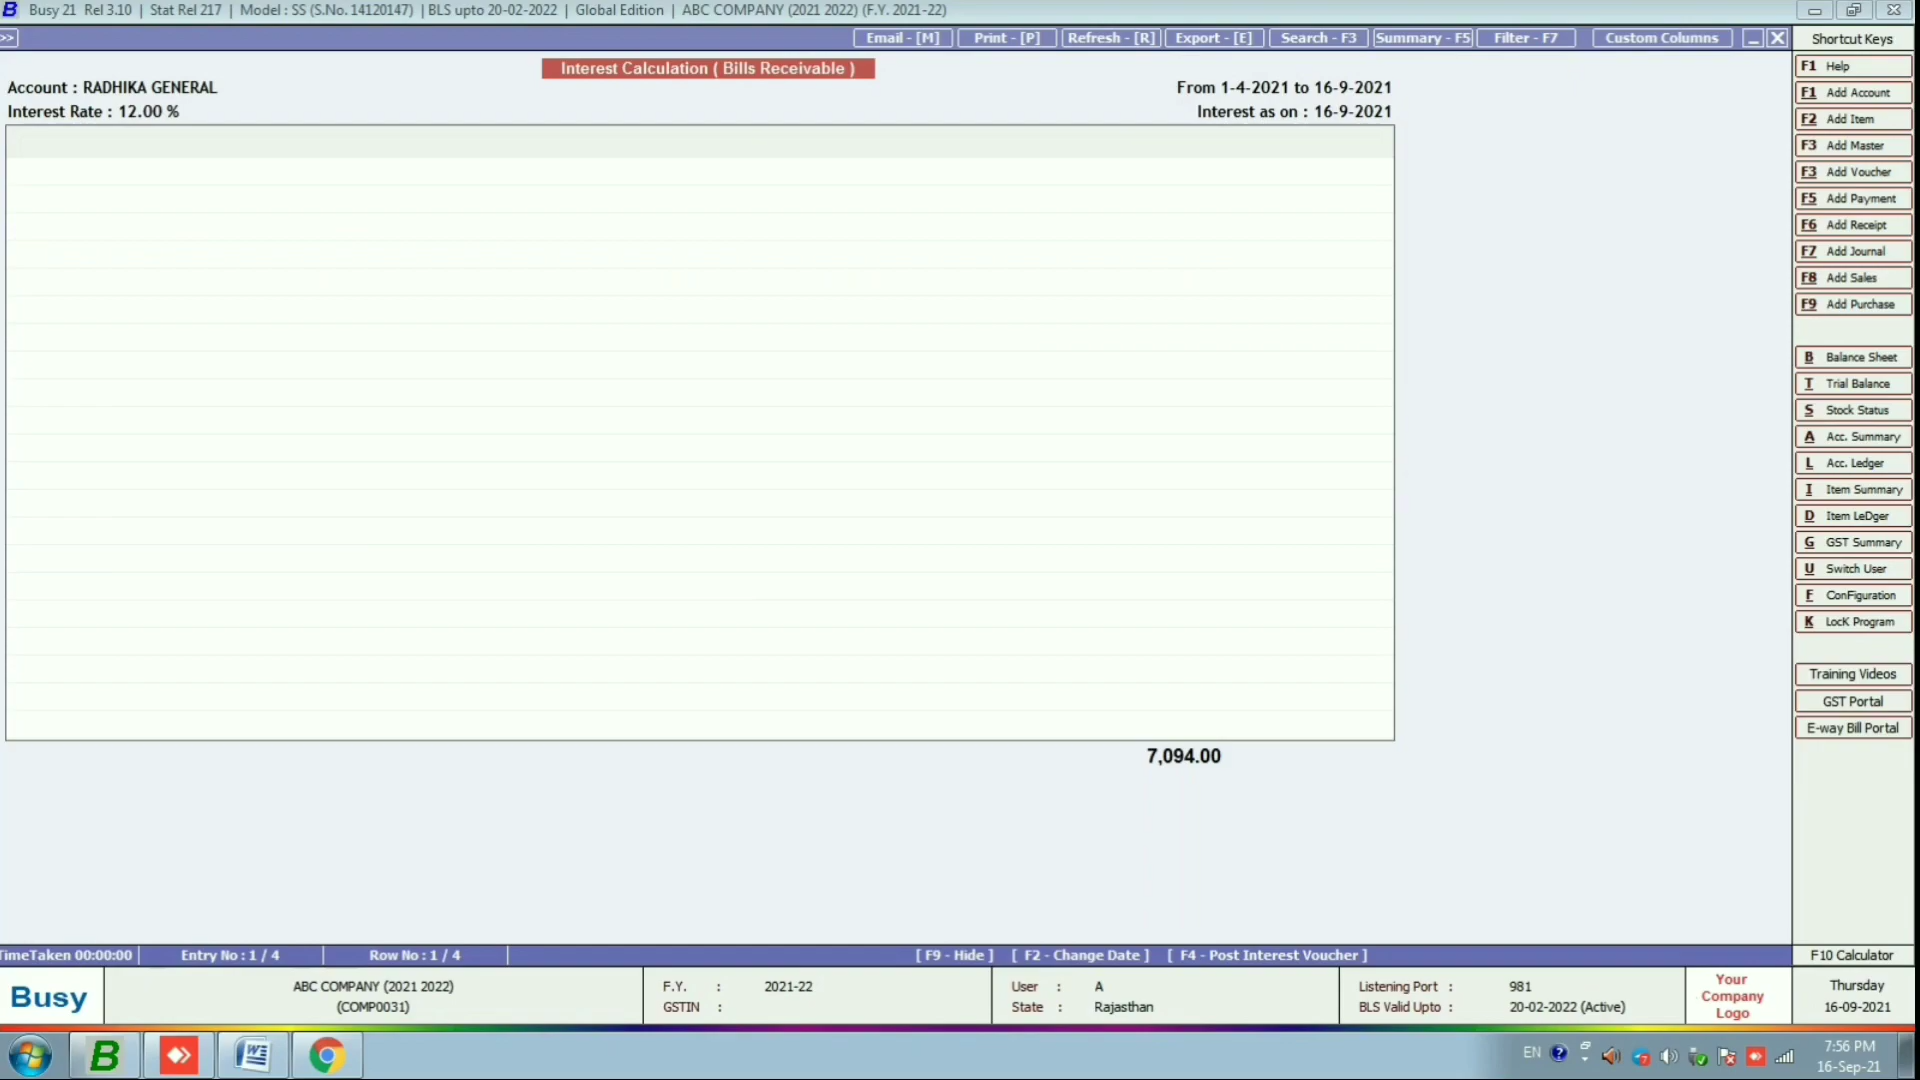 B Busy 21 Rel 3.10 | Stat Rel 217 | Model : SS (S.No. 14120147) | BLS upto 20-02-2022 | Global Edition | ABC COMPANY (2021 2022) (F.Y. 2021-22)
>> Email - [M] Print - [P] Refresh - [R] Export - [E] Search - F3 Summary - F5 Filter - F7 Custom Columns
Interest Calculation ( Bills Receivable )
Account : RADHIKA GENERAL
From 1-4-2021 to 16-9-2021
Interest Rate : 12.00 %
Interest as on : 16-9-2021
7,094.00
Shortcut Keys
F1 Help
F1 Add Account
F2 Add Item
F3 Add Master
F3 Add Voucher
F5 Add Payment
F6 Add Receipt
F7 Add Journal
F8 Add Sales
F9 Add Purchase
B Balance Sheet
T Trial Balance
S Stock Status
A Acc. Summary
L Acc. Ledger
I Item Summary
D Item LeDger
G GST Summary
U Switch User
F ConFiguration
K LocK Program
Training Videos
GST Portal
E-way Bill Portal
TimeTaken 00:00:00 Entry No : 1 / 4 Row No : 1 / 4 [ F9 - Hide ] [ F2 - Change Date ] [ F4 - Post Interest Voucher ] F10 Calculator
Busy
ABC COMPANY (2021 2022)
(COMP0031)
F.Y. : 2021-22
GSTIN :
User : A
State : Rajasthan
Listening Port : 981
BLS Valid Upto : 20-02-2022 (Active)
Your
Company
Logo
Thursday
16-09-2021
EN
7:56 PM
16-Sep-21